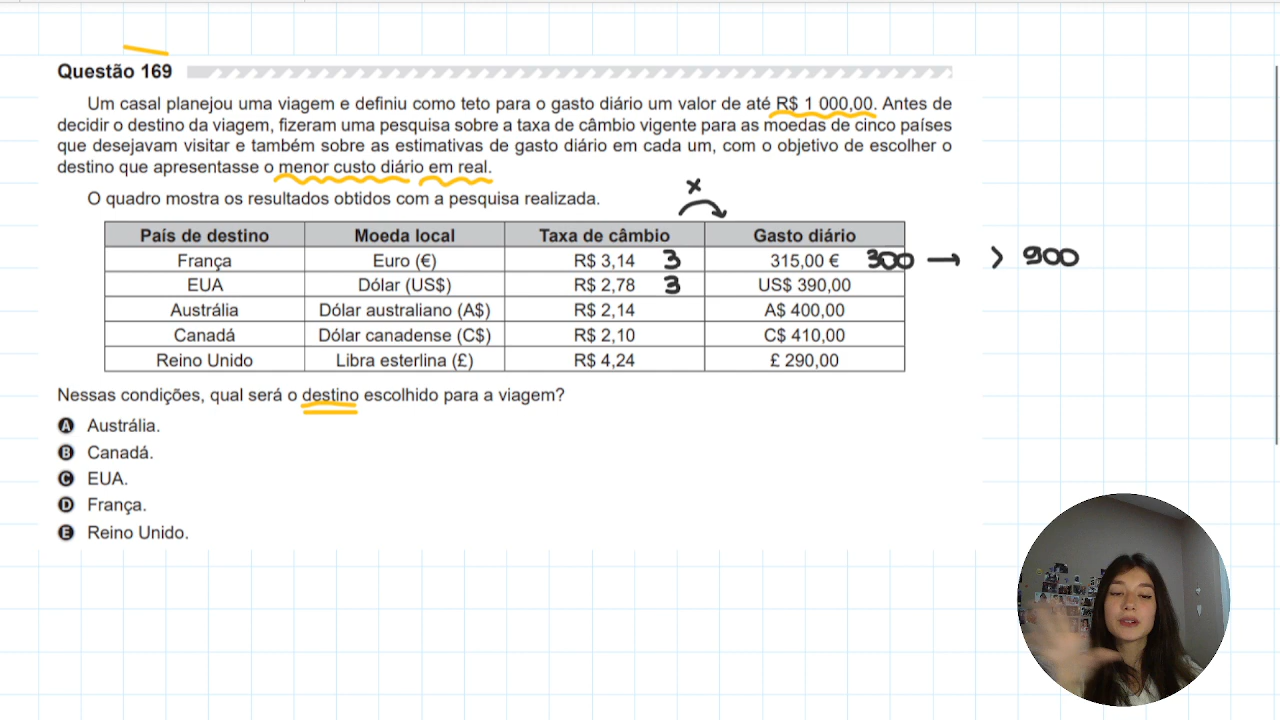 Questão 169
Um casal planejou uma viagem e definiu como teto para o gasto diário um valor de até R$ 1 000,00. Antes de
decidir o destino da viagem, fizeram uma pesquisa sobre a taxa de câmbio vigente para as moedas de cinco países
que desejavam visitar e também sobre as estimativas de gasto diário em cada um, com o objetivo de escolher o
destino que apresentasse o menor custo diário em real.
O quadro mostra os resultados obtidos com a pesquisa realizada.
x
País de destino Moeda local Taxa de câmbio Gasto diário
França Euro (€) R$ 3,14 3 315,00 € 300 → > 900
EUA Dólar (US$) R$ 2,78 3 US$ 390,00
Austrália Dólar australiano (A$) R$ 2,14 A$ 400,00
Canadá Dólar canadense (C$) R$ 2,10 C$ 410,00
Reino Unido Libra esterlina (£) R$ 4,24 £ 290,00
Nessas condições, qual será o destino escolhido para a viagem?
A Austrália.
B Canadá.
C EUA.
D França.
E Reino Unido.